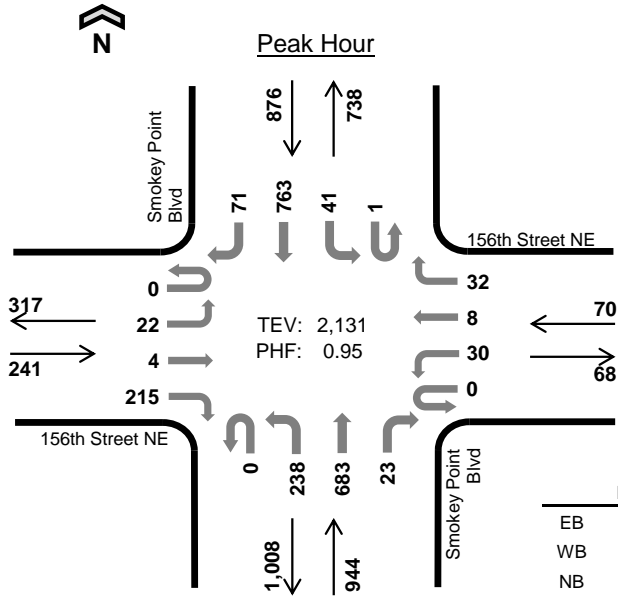 N
Peak Hour
876
738
Smokey Point
Blvd
71
763
41
1
156th Street NE
0
22
4
215
32
8
30
0
TEV: 2,131
PHF: 0.95
317
241
70
68
156th Street NE
0
238
683
23
Smokey Point
Blvd
1,008
944
EB
WB
NB